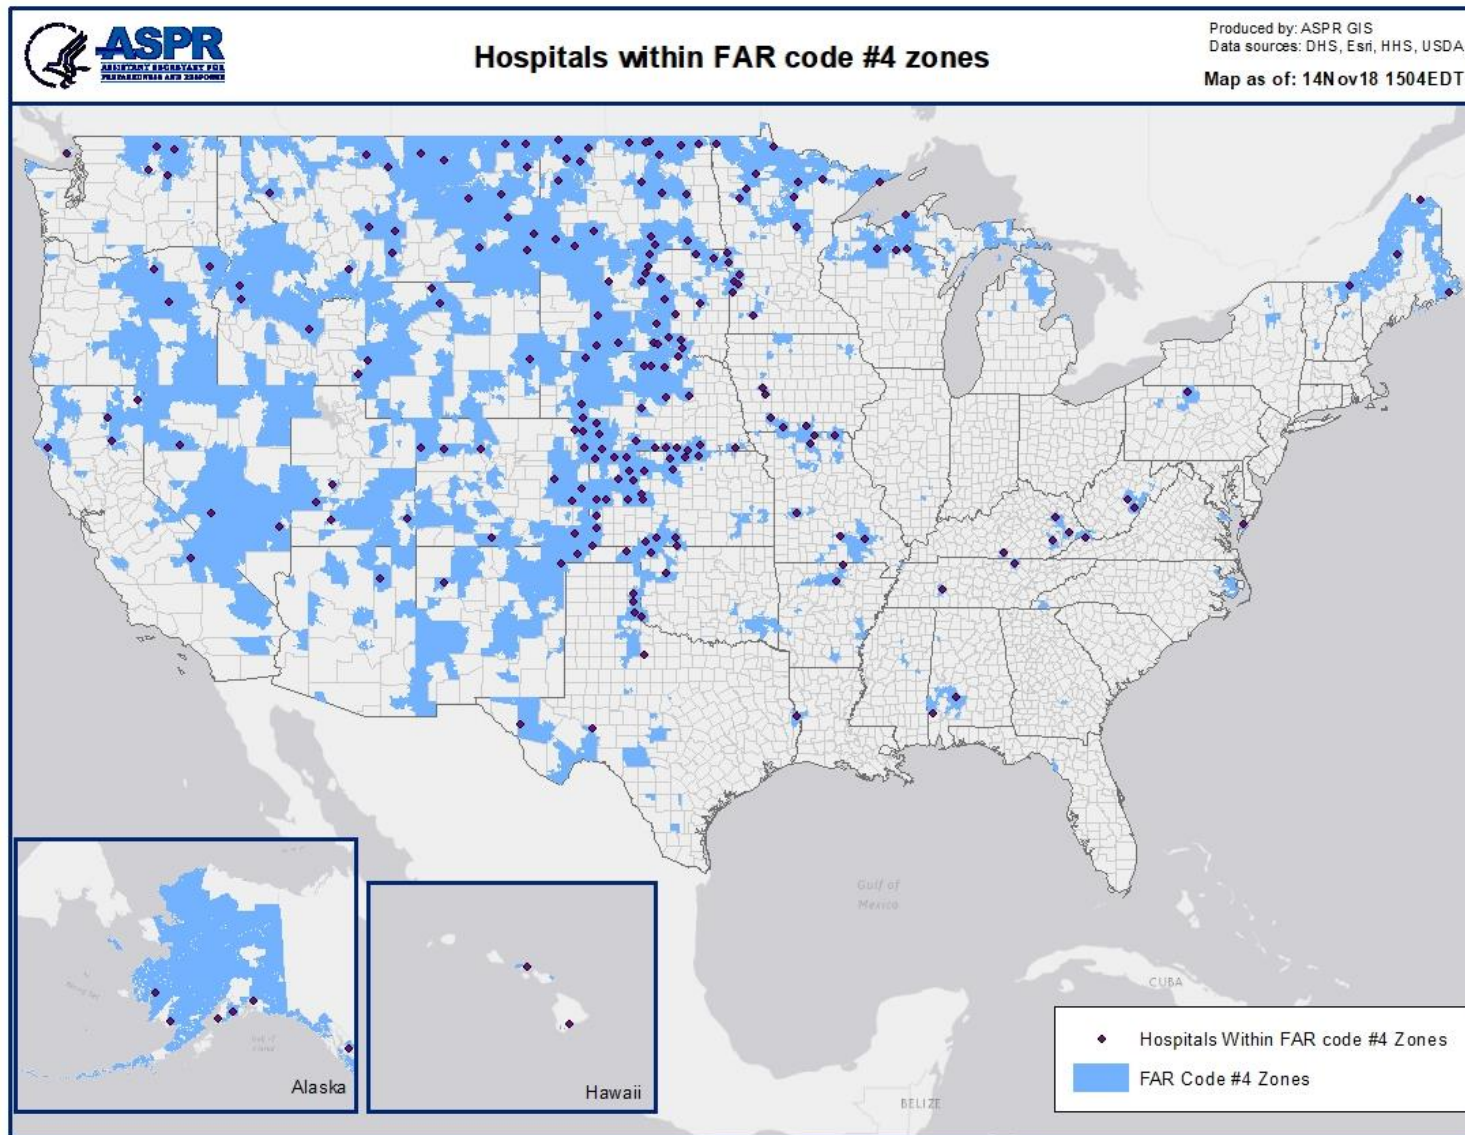 ASPR
ASSISTANT SECRETARY FOR
PREPAREDNESS AND RESPONSE
Hospitals within FAR code #4 zones
Produced by: ASPR GIS
Data sources: DHS, Esri, HHS, USDA
Map as of: 14Nov18 1504EDT
Gulf of
Mexico
CUBA
BELIZE
Alaska
Hawaii
Hospitals Within FAR code #4 Zones
FAR Code #4 Zones